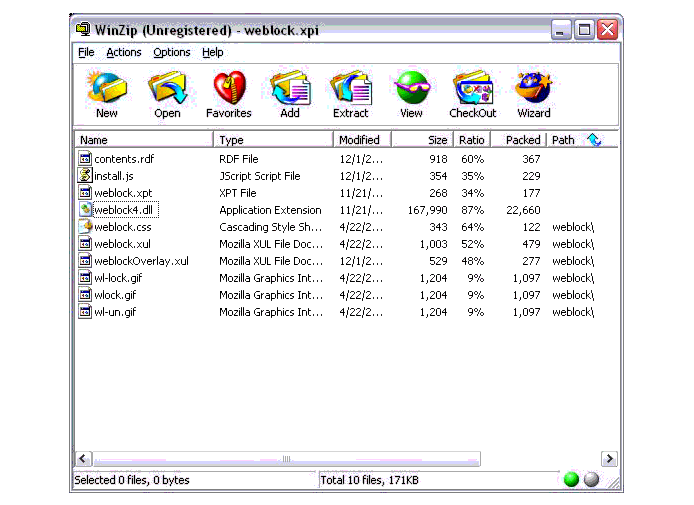 WinZip (Unregistered) - weblock.xpi
File Actions Options Help
New Open Favorites Add Extract View CheckOut Wizard
Name Type Modified Size Ratio Packed Path
contents.rdf RDF File 12/1/2... 918 60% 367
install.js JScript Script File 12/1/2... 354 35% 229
weblock.xpt XPT File 11/21/... 268 34% 177
weblock4.dll Application Extension 11/21/... 167,990 87% 22,660
weblock.css Cascading Style Sh... 4/22/2... 343 64% 122 weblock\
weblock.xul Mozilla XUL File Doc... 4/22/2... 1,003 52% 479 weblock\
weblockOverlay.xul Mozilla XUL File Doc... 12/1/2... 529 48% 277 weblock\
wl-lock.gif Mozilla Graphics Int... 4/22/2... 1,204 9% 1,097 weblock\
wlock.gif Mozilla Graphics Int... 4/22/2... 1,204 9% 1,097 weblock\
wl-un.gif Mozilla Graphics Int... 4/22/2... 1,204 9% 1,097 weblock\
Selected 0 files, 0 bytes Total 10 files, 171KB